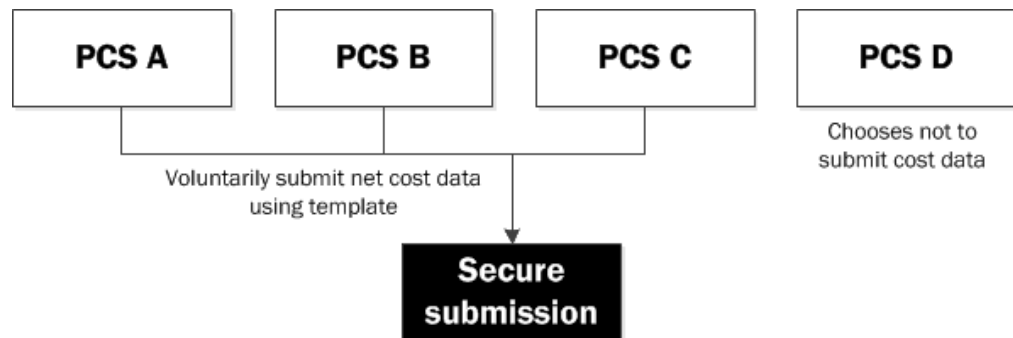 PCS A
PCS B
PCS C
PCS D
Chooses not to
submit cost data
Voluntarily submit net cost data
using template
Secure
submission